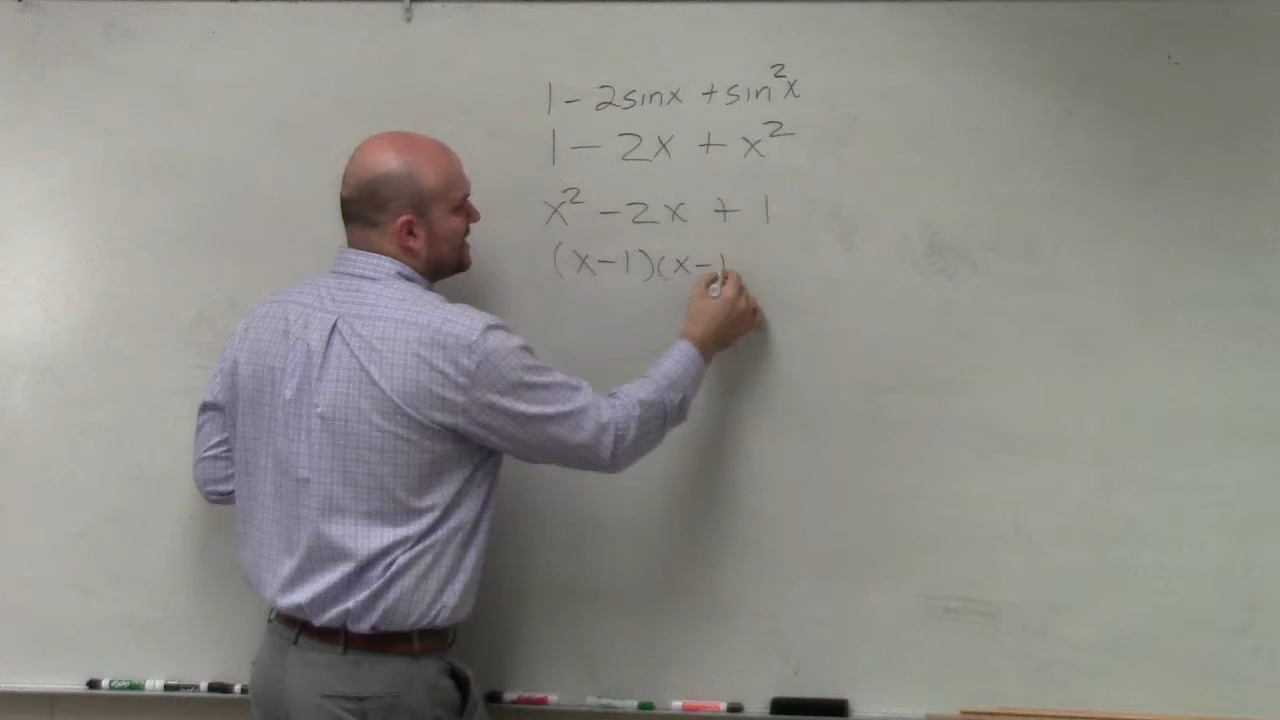 1 - 2sinx + sin²x
1 - 2x + x²
x² - 2x + 1
(x-1)(x-1